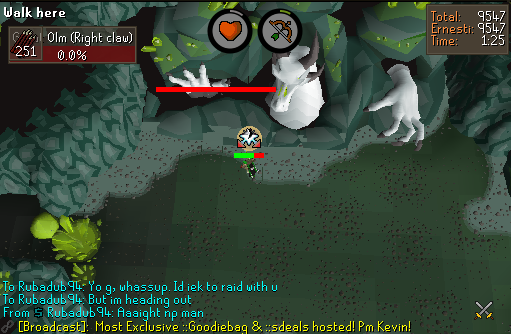 Walk here
Olm (Right claw)
251
0.0%
Total: 9547
Ernesti: 9547
Time: 1:25
To Rubadub94: Yo g, whassup. Id iek to raid with u
To Rubadub94: But im heading out
From S Rubadub94: Aaaight np man
[Broadcast]: Most Exclusive ::Goodiebag & ::sdeals hosted! Pm Kevin!